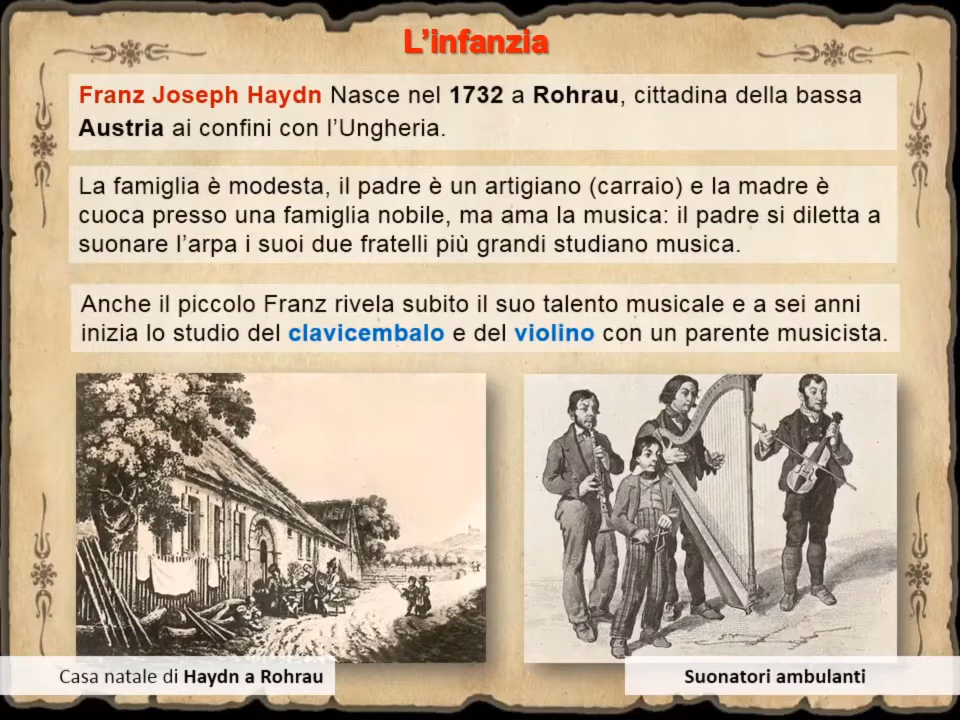 L’infanzia
Franz Joseph Haydn Nasce nel 1732 a Rohrau, cittadina della bassa
Austria ai confini con l’Ungheria.
La famiglia è modesta, il padre è un artigiano (carraio) e la madre è
cuoca presso una famiglia nobile, ma ama la musica: il padre si diletta a
suonare l’arpa i suoi due fratelli più grandi studiano musica.
Anche il piccolo Franz rivela subito il suo talento musicale e a sei anni
inizia lo studio del clavicembalo e del violino con un parente musicista.
Casa natale di Haydn a Rohrau
Suonatori ambulanti